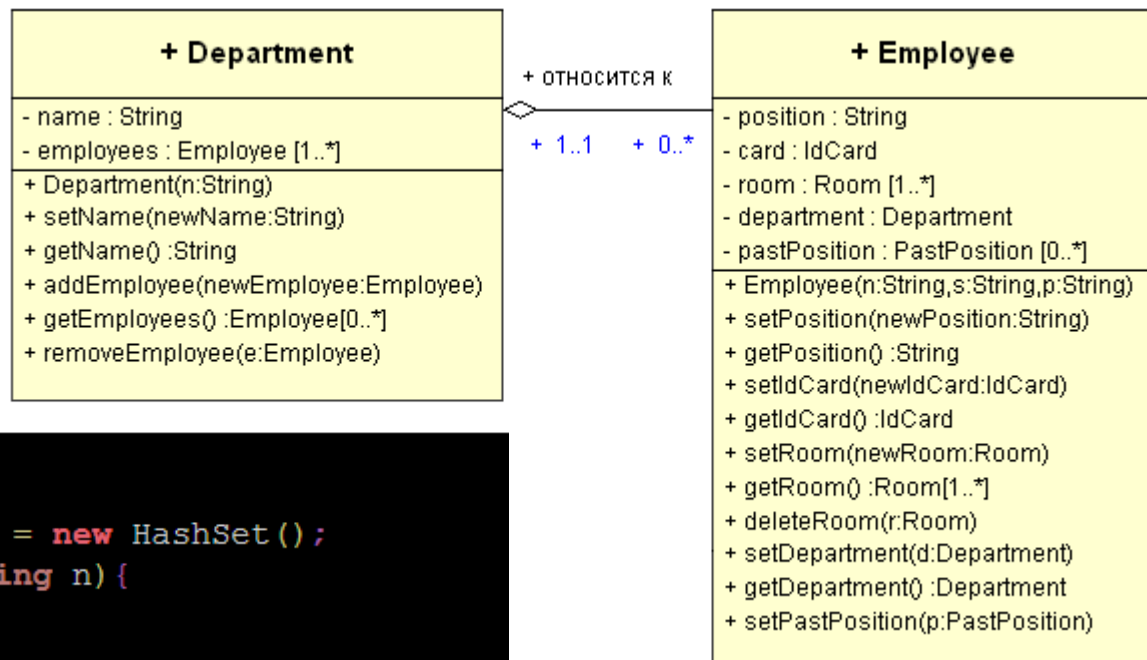 + Department
- name : String
- employees : Employee [1..*]
+ Department(n:String)
+ setName(newName:String)
+ getName() :String
+ addEmployee(newEmployee:Employee)
+ getEmployees() :Employee[0..*]
+ removeEmployee(e:Employee)
+ относится к
+ 1..1 + 0..*
+ Employee
- position : String
- card : IdCard
- room : Room [1..*]
- department : Department
- pastPosition : PastPosition [0..*]
+ Employee(n:String,s:String,p:String)
+ setPosition(newPosition:String)
+ getPosition() :String
+ setIdCard(newIdCard:IdCard)
+ getIdCard() :IdCard
+ setRoom(newRoom:Room)
+ getRoom() :Room[1..*]
+ deleteRoom(r:Room)
+ setDepartment(d:Department)
+ getDepartment() :Department
+ setPastPosition(p:PastPosition)
= new HashSet();
ing n){